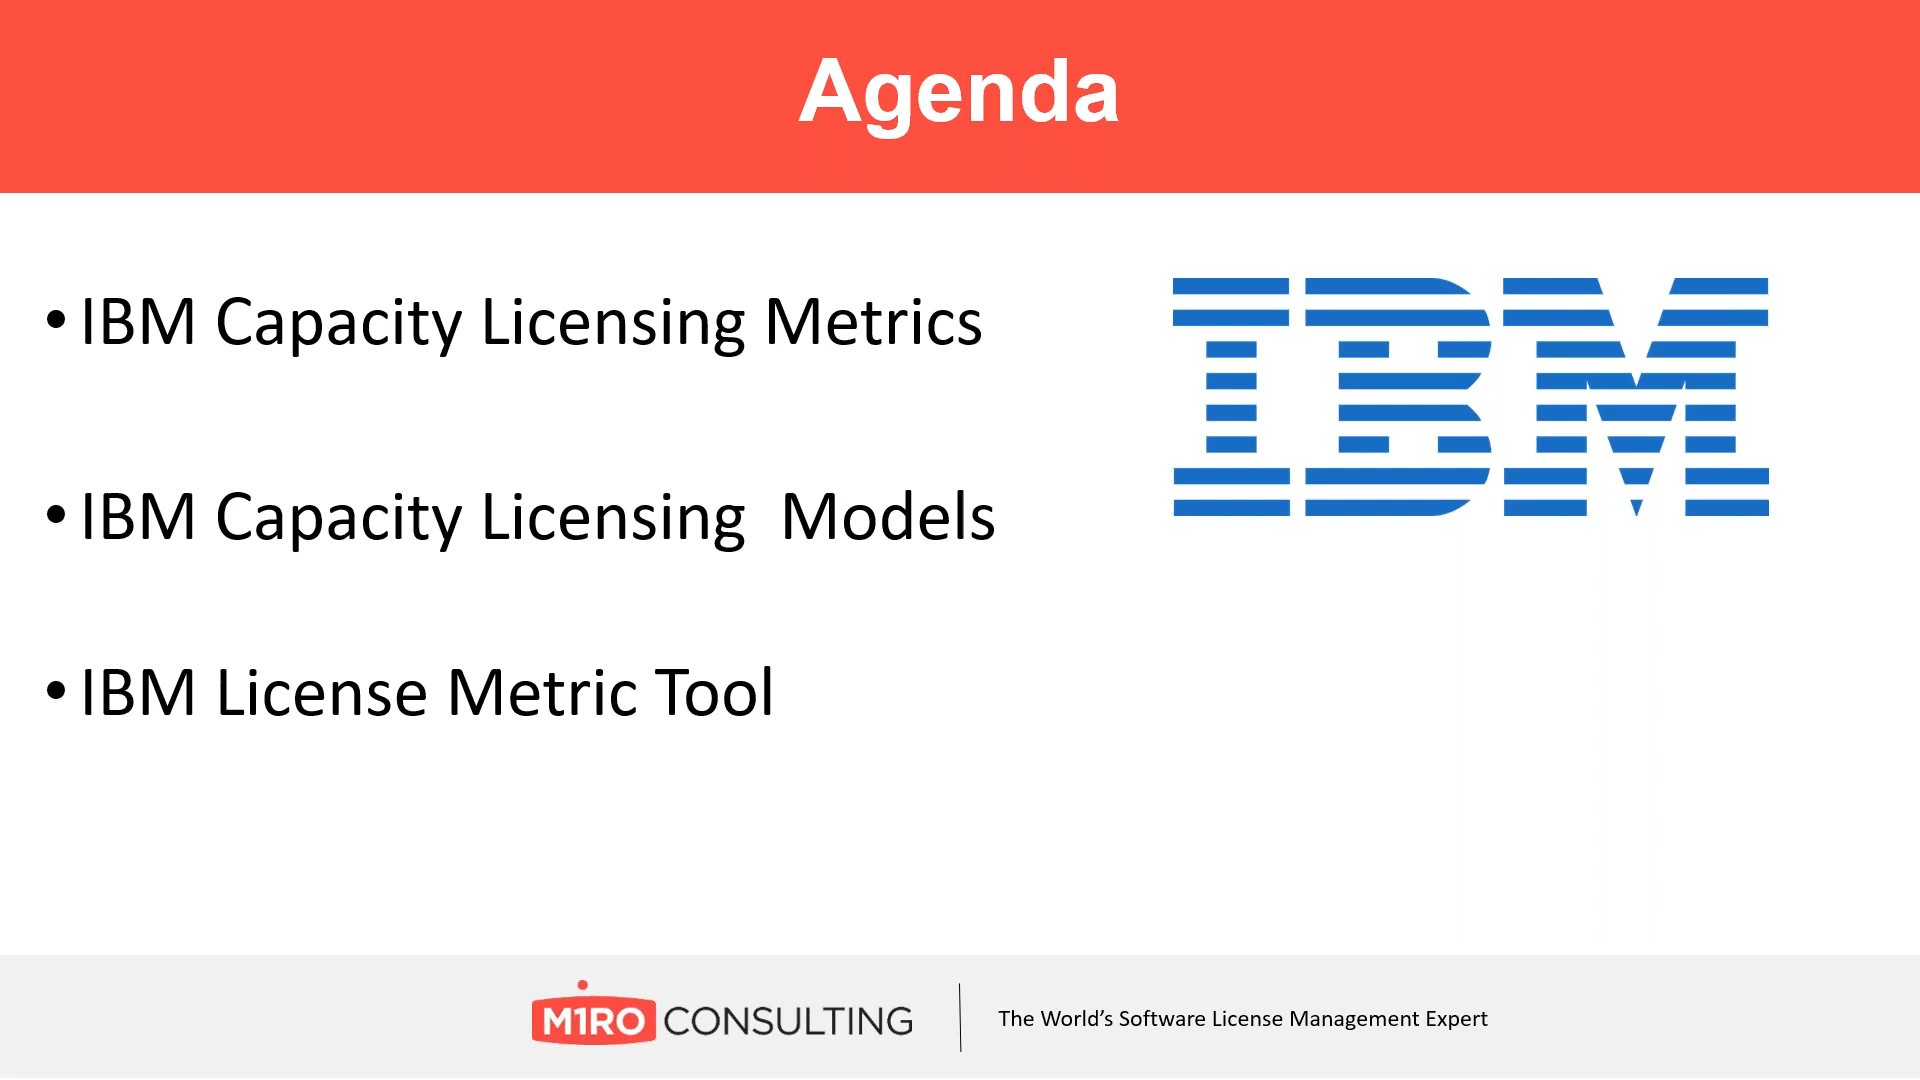 Agenda
• IBM Capacity Licensing Metrics
IBM
• IBM Capacity Licensing  Models
• IBM License Metric Tool
M1RO CONSULTING
The World’s Software License Management Expert